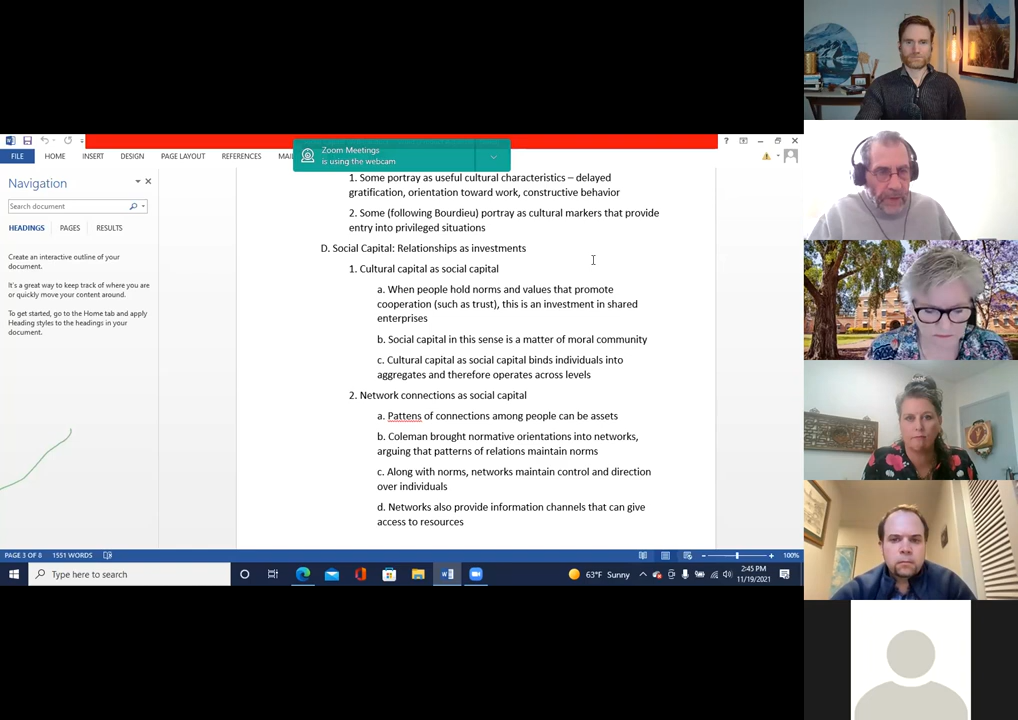 Zoom Meetings
is using the webcam
FILE HOME INSERT DESIGN PAGE LAYOUT REFERENCES MAI
Navigation
Search document
HEADINGS PAGES RESULTS
Create an interactive outline of your
document.
It's a great way to keep track of where you are
or quickly move your content around.
To get started, go to the Home tab and apply
Heading styles to the headings in your
document.
1. Some portray as useful cultural characteristics – delayed
gratification, orientation toward work, constructive behavior
2. Some (following Bourdieu) portray as cultural markers that provide
entry into privileged situations
D. Social Capital: Relationships as investments
1. Cultural capital as social capital
a. When people hold norms and values that promote
cooperation (such as trust), this is an investment in shared
enterprises
b. Social capital in this sense is a matter of moral community
c. Cultural capital as social capital binds individuals into
aggregates and therefore operates across levels
2. Network connections as social capital
a. Pattens of connections among people can be assets
b. Coleman brought normative orientations into networks,
arguing that patterns of relations maintain norms
c. Along with norms, networks maintain control and direction
over individuals
d. Networks also provide information channels that can give
access to resources
PAGE 3 OF 8 1551 WORDS 100%
Type here to search
63°F Sunny
2:45 PM
11/19/2021